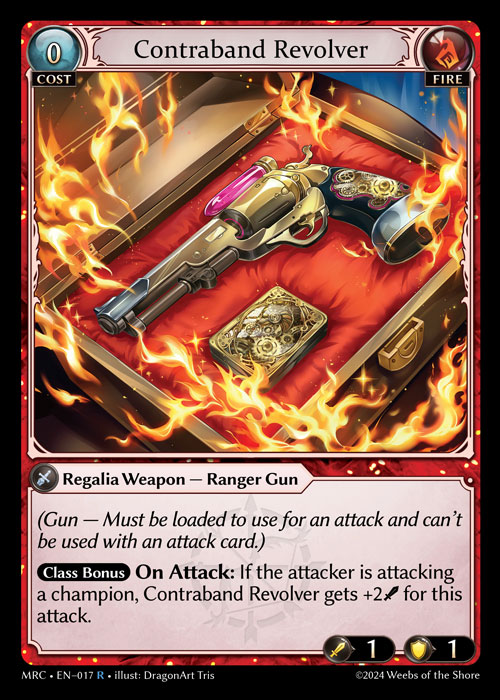 0
COST
Contraband Revolver
FIRE
Regalia Weapon — Ranger Gun
(Gun — Must be loaded to use for an attack and can't
be used with an attack card.)
Class Bonus On Attack: If the attacker is attacking
a champion, Contraband Revolver gets +2 for this
attack.
1
1
MRC • EN–017 R • illust: DragonArt Tris
©2024 Weebs of the Shore